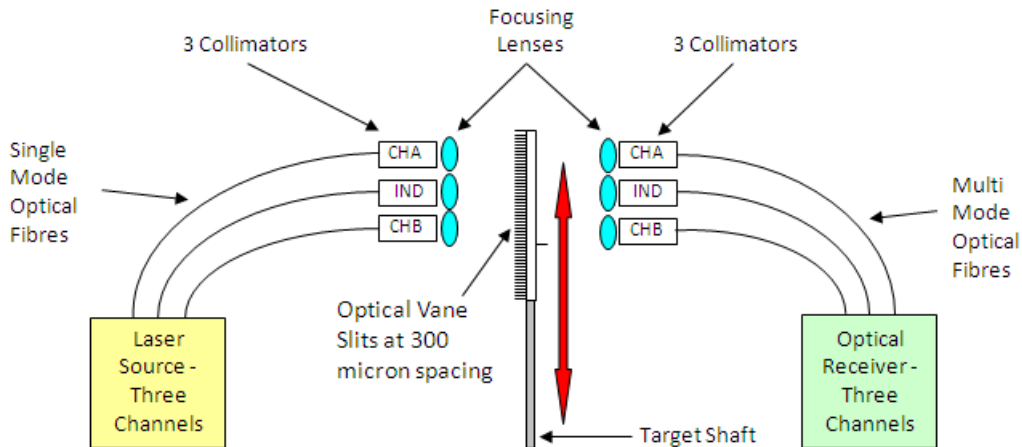 Focusing
Lenses
3 Collimators
3 Collimators
Single
Mode
Optical
Fibres
CHA
IND
CHB
CHA
IND
CHB
Multi
Mode
Optical
Fibres
Optical Vane
Slits at 300
micron spacing
Laser
Source -
Three
Channels
Optical
Receiver-
Three
Channels
Target Shaft